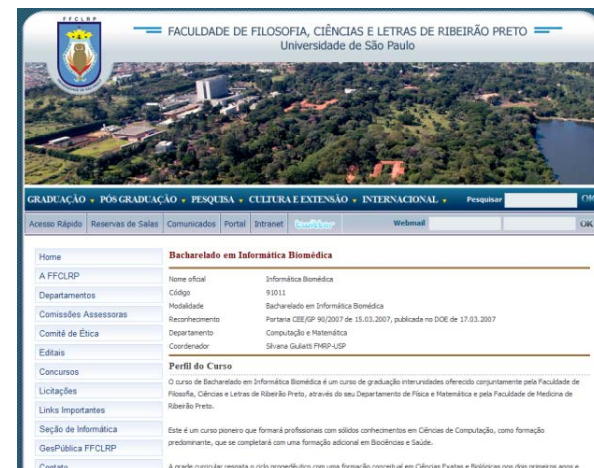 FFCLRP
FACULDADE DE FILOSOFIA, CIÊNCIAS E LETRAS DE RIBEIRÃO PRETO
Universidade de São Paulo
GRADUAÇÃO PÓS GRADUAÇÃO PESQUISA CULTURA E EXTENSÃO INTERNACIONAL Pesquisar OK
Acesso Rápido Reservas de Salas Comunicados Portal Intranet twitter Webmail OK
Home
A FFCLRP
Departamentos
Comissões Assessoras
Comitê de Ética
Editais
Concursos
Licitações
Links Importantes
Seção de Informática
GesPública FFCLRP
Contato
Bacharelado em Informática Biomédica
Nome oficial Informática Biomédica
Código 91011
Modalidade Bacharelado em Informática Biomédica
Reconhecimento Portaria CEE/GP 90/2007 de 15.03.2007, publicada no DOE de 17.03.2007
Departamento Computação e Matemática
Coordenador Silvana Giuliatti FMRP-USP
Perfil do Curso
O curso de Bacharelado em Informática Biomédica é um curso de graduação interunidades oferecido conjuntamente pela Faculdade de
Filosofia, Ciências e Letras de Ribeirão Preto, através do seu Departamento de Física e Matemática e pela Faculdade de Medicina de
Ribeirão Preto.
Este é um curso pioneiro que formará profissionais com sólidos conhecimentos em Ciências de Computação, como formação
predominante, que se completará com uma formação adicional em Biociências e Saúde.
A grade curricular resgata o ciclo propedêutico com uma formação conceitual em Ciências Exatas e Biológicas nos dois primeiros anos e